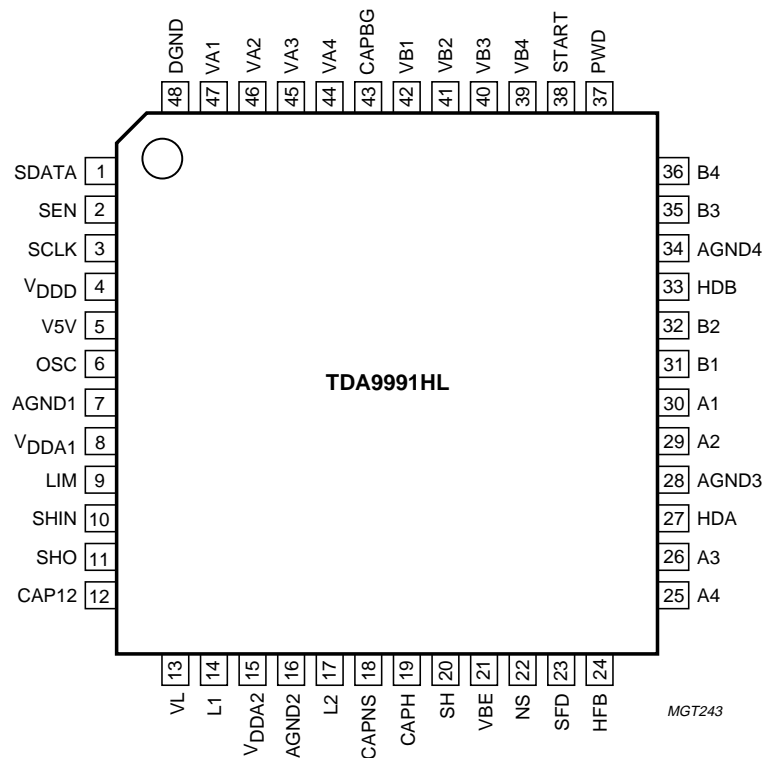 DGND
VA1
VA2
VA3
VA4
CAPBG
VB1
VB2
VB3
VB4
START
PWD
48
47
46
45
44
43
42
41
40
39
38
37
SDATA 1
SEN 2
SCLK 3
VDDD 4
V5V 5
OSC 6
AGND1 7
VDDA1 8
LIM 9
SHIN 10
SHO 11
CAP12 12
TDA9991HL
36 B4
35 B3
34 AGND4
33 HDB
32 B2
31 B1
30 A1
29 A2
28 AGND3
27 HDA
26 A3
25 A4
13
14
15
16
17
18
19
20
21
22
23
24
VL
L1
VDDA2
AGND2
L2
CAPNS
CAPH
SH
VBE
NS
SFD
HFB
MGT243